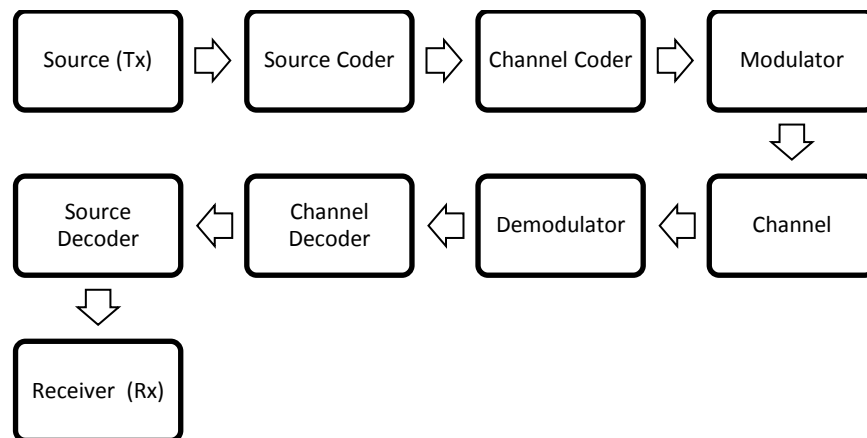 Source (Tx)
Source Coder
Channel Coder
Modulator
Source
Decoder
Channel
Decoder
Demodulator
Channel
Receiver  (Rx)